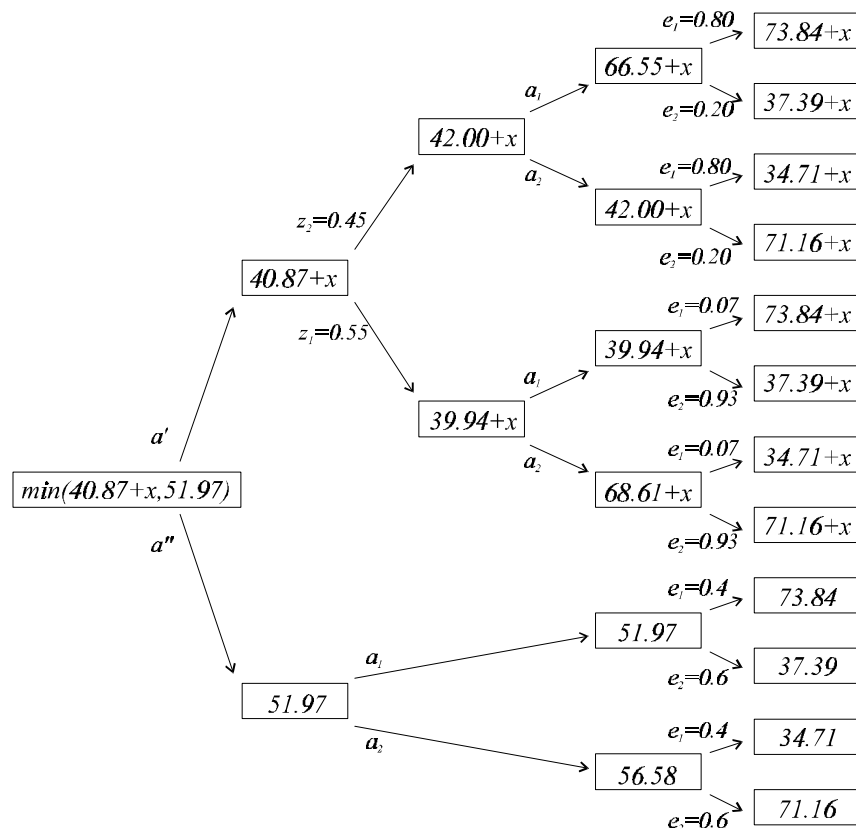 e₁=0.80
73.84+x
66.55+x
a₁
e₂=0.20
37.39+x
42.00+x
a₂
e₁=0.80
34.71+x
42.00+x
z₂=0.45
e₂=0.20
71.16+x
40.87+x
z₁=0.55
e₁=0.07
73.84+x
39.94+x
a₁
e₂=0.93
37.39+x
39.94+x
a'
a₂
e₁=0.07
34.71+x
min(40.87+x,51.97)
68.61+x
a"
e₂=0.93
71.16+x
e₁=0.4
73.84
51.97
a₁
e₂=0.6
37.39
51.97
a₂
e₁=0.4
34.71
56.58
e₂=0.6
71.16